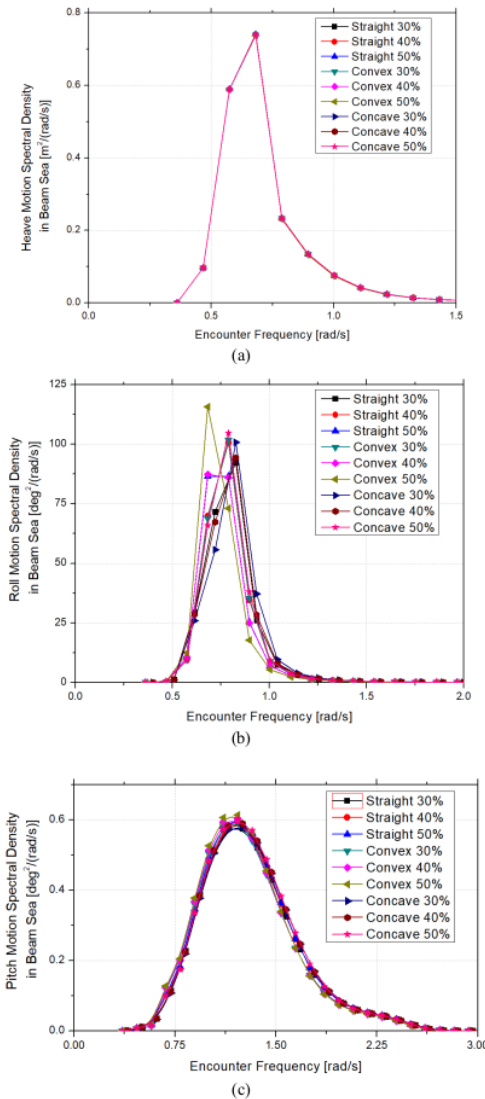 Heave Motion Spectral Density
in Beam Sea [m²/(rad/s)]
0.8
0.6
0.4
0.2
0.0
Straight 30%
Straight 40%
Straight 50%
Convex 30%
Convex 40%
Convex 50%
Concave 30%
Concave 40%
Concave 50%
0.0 0.5 1.0 1.5
Encounter Frequency [rad/s]
(a)
Roll Motion Spectral Density
in Beam Sea [deg²/(rad/s)]
125
100
75
50
25
0
Straight 30%
Straight 40%
Straight 50%
Convex 30%
Convex 40%
Convex 50%
Concave 30%
Concave 40%
Concave 50%
0.0 0.5 1.0 1.5 2.0
Encounter Frequency [rad/s]
(b)
Pitch Motion Spectral Density
in Beam Sea [deg²/(rad/s)]
0.6
0.4
0.2
0.0
Straight 30%
Straight 40%
Straight 50%
Convex 30%
Convex 40%
Convex 50%
Concave 30%
Concave 40%
Concave 50%
0.00 0.75 1.50 2.25 3.00
Encounter Frequency [rad/s]
(c)